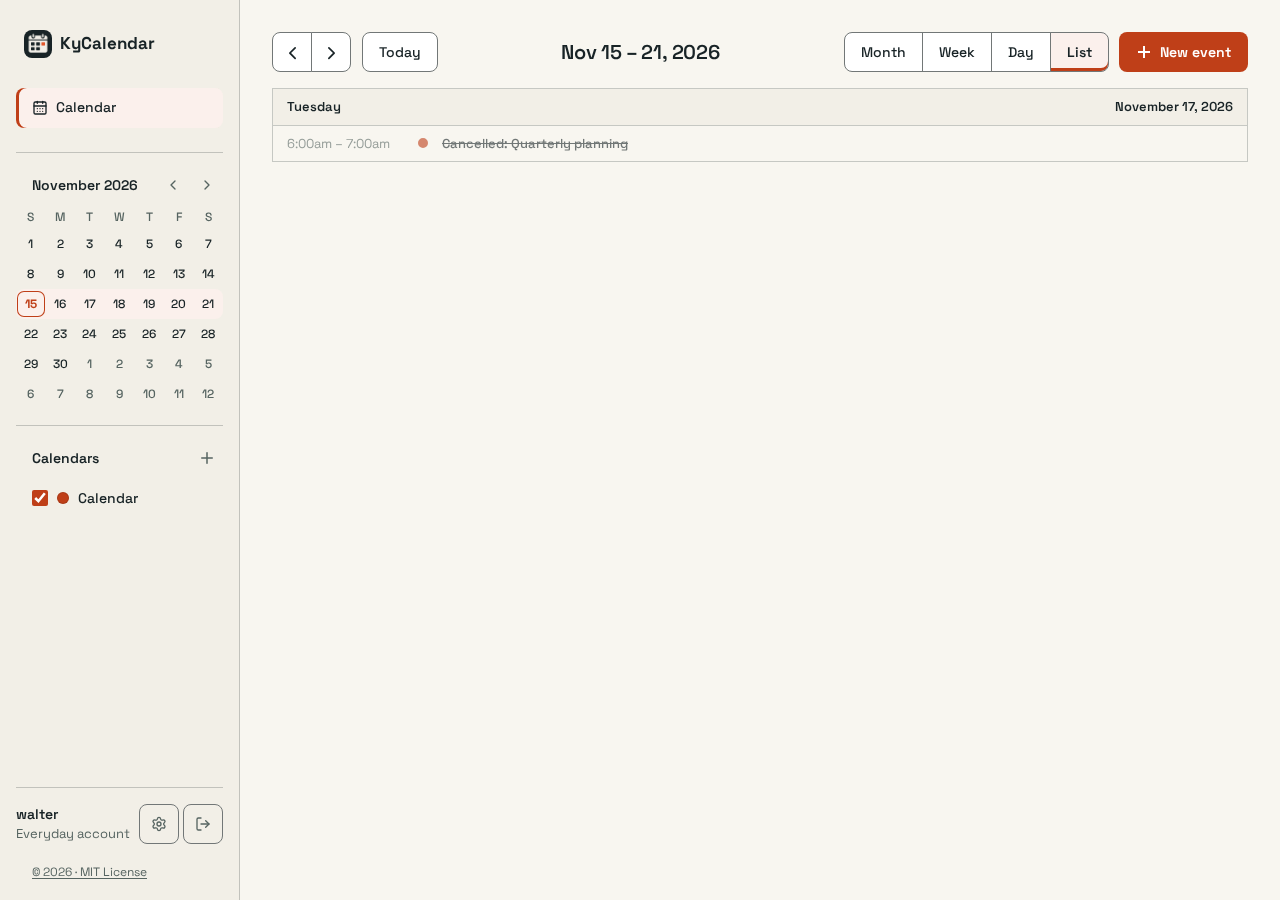 KyCalendar
Calendar
November 2026
S M T W T F S
1 2 3 4 5 6 7
8 9 10 11 12 13 14
15 16 17 18 19 20 21
22 23 24 25 26 27 28
29 30 1 2 3 4 5
6 7 8 9 10 11 12
Calendars
Calendar
walter
Everyday account
© 2026 · MIT License
Today
Nov 15 – 21, 2026
Month Week Day List
New event
Tuesday November 17, 2026
6:00am – 7:00am Cancelled: Quarterly planning